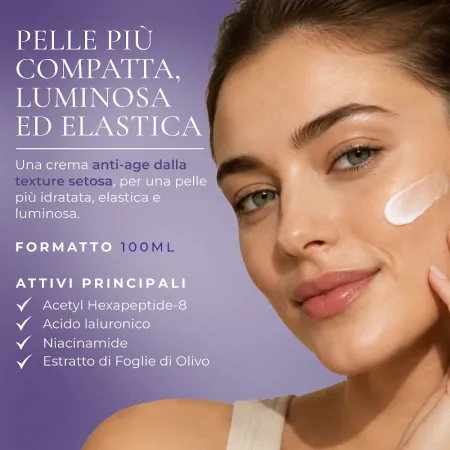 PELLE PIÙ
COMPATTA,
LUMINOSA
ED ELASTICA
Una crema anti-age dalla
texture setosa, per una pelle
più idratata, elastica e
luminosa.
FORMATTO 100ML
ATTIVI PRINCIPALI
Acetyl Hexapeptide-8
Acido Ialuronico
Niacinamide
Estratto di Foglie di Olivo